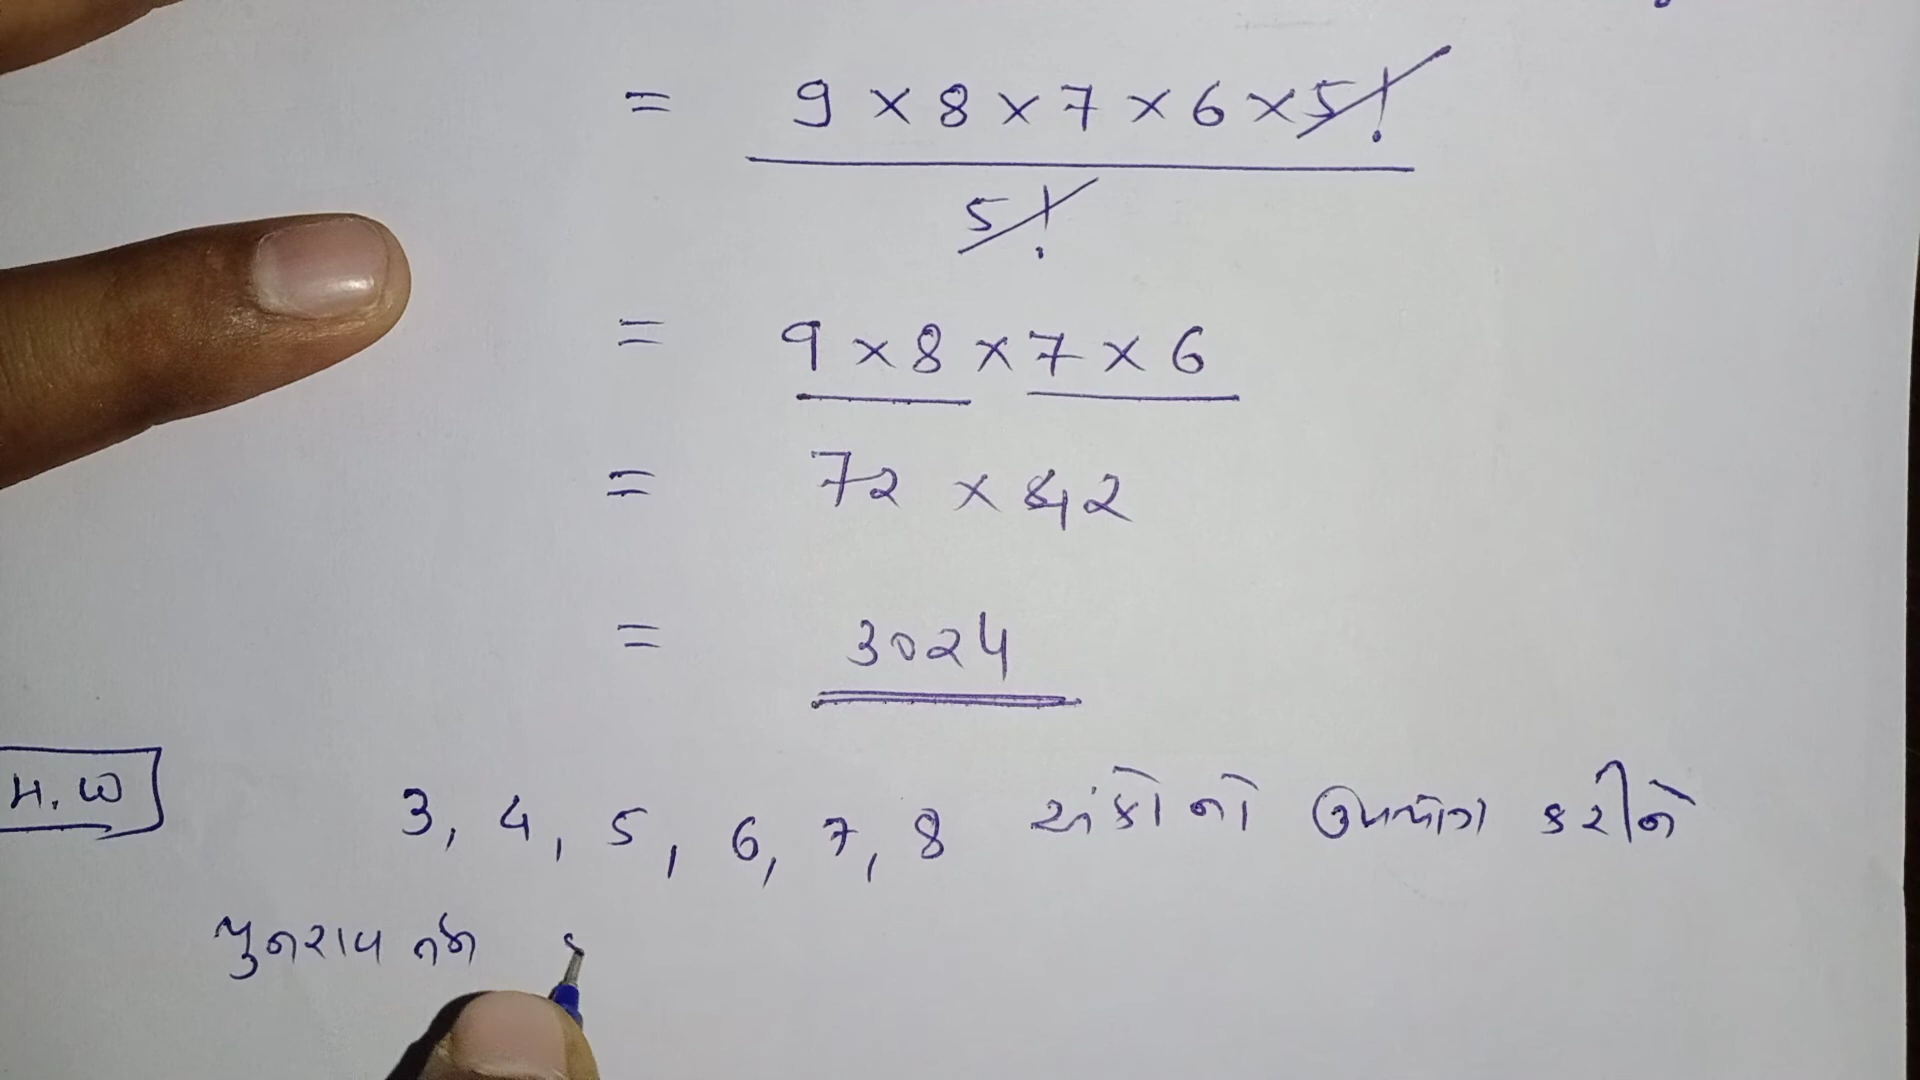 = 9 × 8 × 7 × 6 × 5!
5!
= 9 × 8 × 7 × 6
= 72 × 42
= 3024
H.W 3, 4, 5, 6, 7, 8 અંકોનો ઉપયોગ કરીને
પુનરાવર્તન